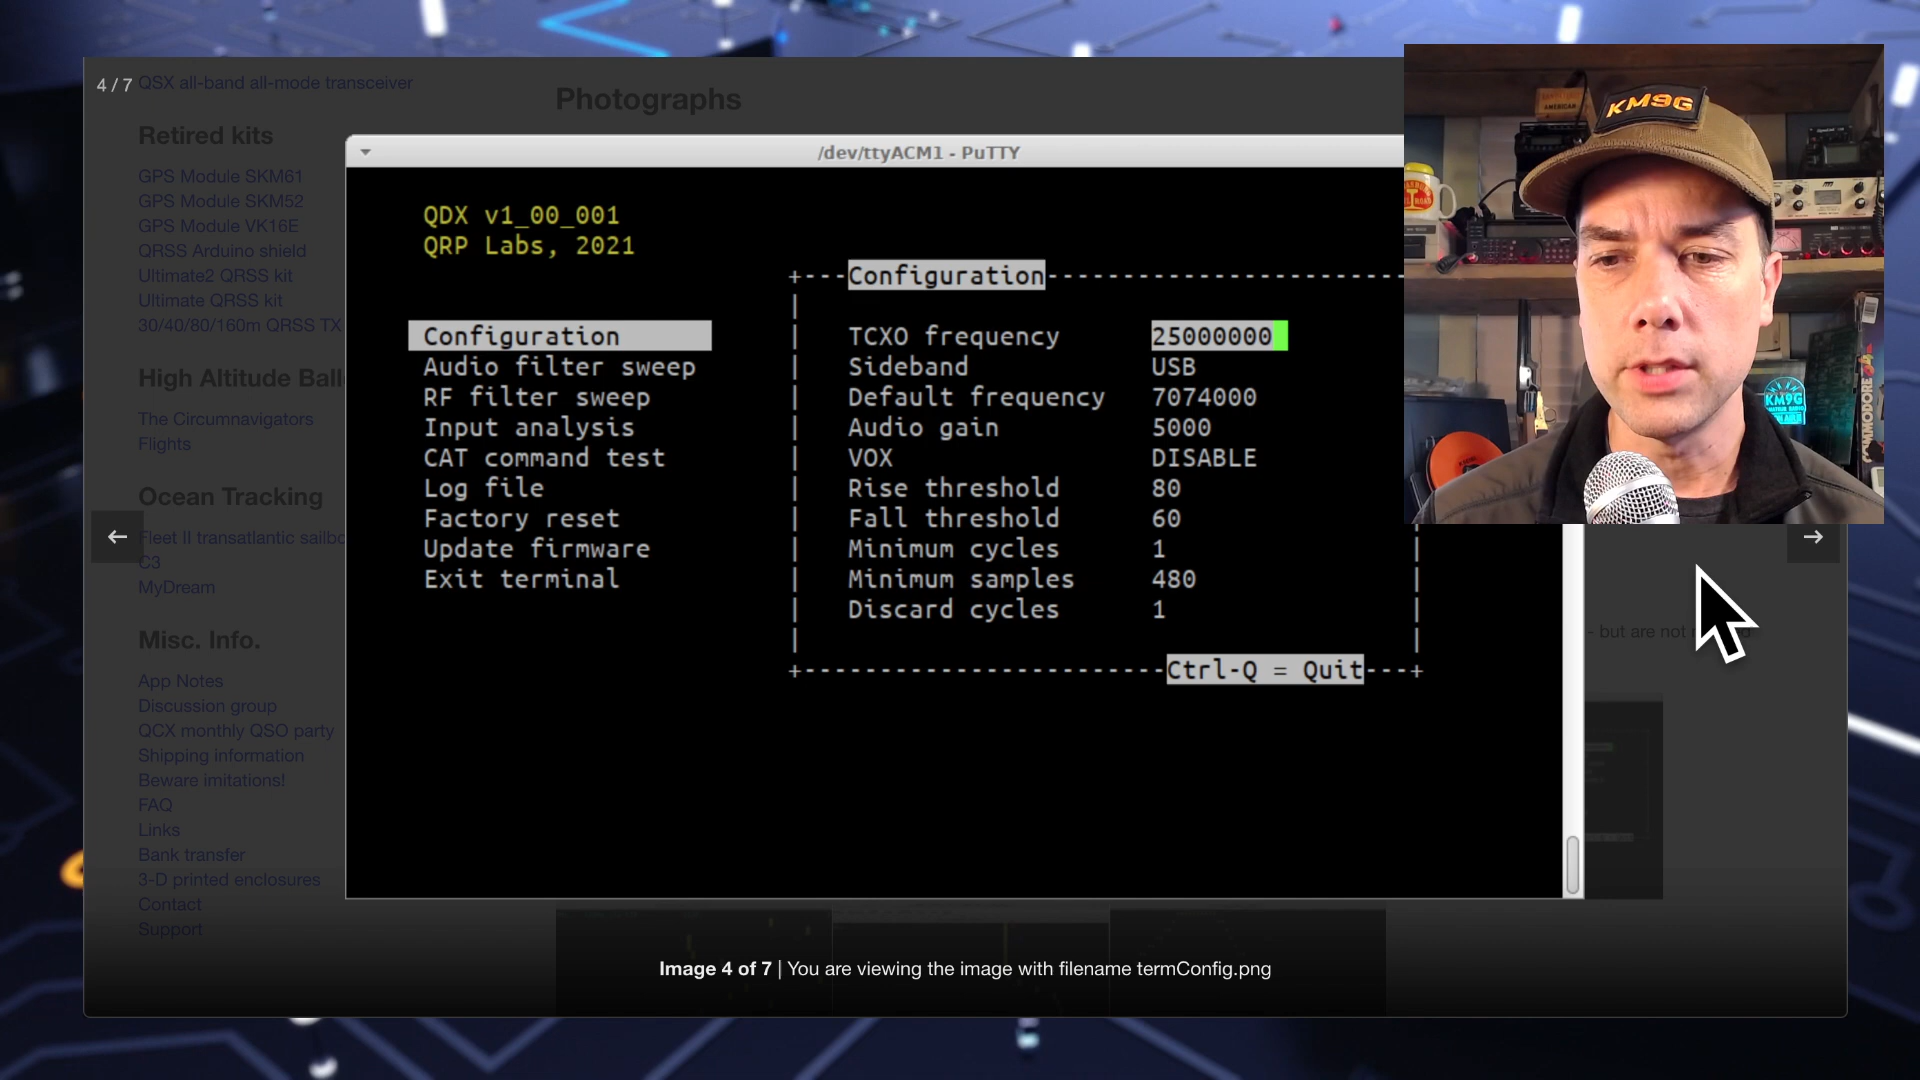 4 / 7
QSX all-band all-mode transceiver
Photographs
Retired kits
GPS Module SKM61
GPS Module SKM52
GPS Module VK16E
QRSS Arduino shield
Ultimate2 QRSS kit
Ultimate QRSS kit
30/40/80/160m QRSS TX
High Altitude Ball
The Circumnavigators
Flights
Ocean Tracking
Fleet II transatlantic sailbo
C3
MyDream
Misc. Info.
App Notes
Discussion group
QCX monthly QSO party
Shipping information
Beware imitations!
FAQ
Links
Bank transfer
3-D printed enclosures
Contact
Support
/dev/ttyACM1 - PuTTY
QDX v1_00_001
QRP Labs, 2021
Configuration
Audio filter sweep
RF filter sweep
Input analysis
CAT command test
Log file
Factory reset
Update firmware
Exit terminal
Configuration
TCXO frequency 25000000
Sideband USB
Default frequency 7074000
Audio gain 5000
VOX DISABLE
Rise threshold 80
Fall threshold 60
Minimum cycles 1
Minimum samples 480
Discard cycles 1
Ctrl-Q = Quit
- but are not
Image 4 of 7 | You are viewing the image with filename termConfig.png
KM9G
AMERICAN
KM9G
COMMODORE